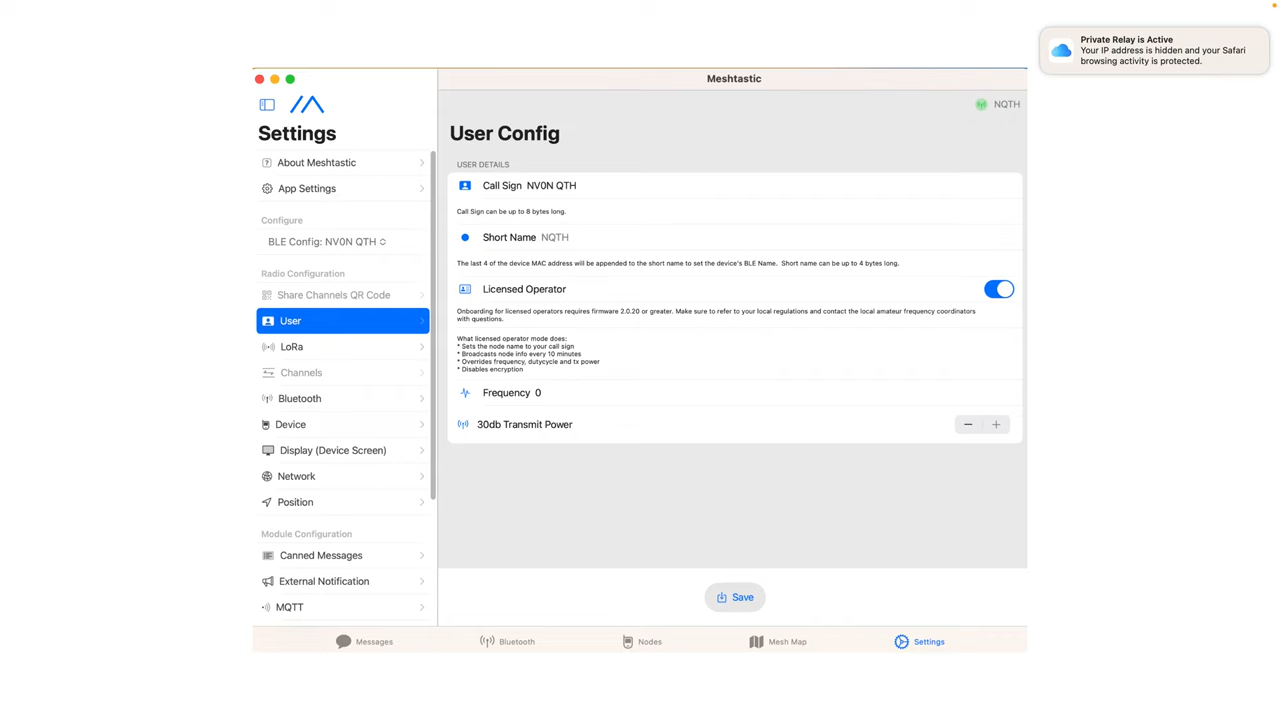 Private Relay is Active
Your IP address is hidden and your Safari
browsing activity is protected.
Meshtastic
NQTH
Settings
User Config
About Meshtastic
App Settings
Configure
BLE Config: NV0N QTH
Radio Configuration
Share Channels QR Code
User
LoRa
Channels
Bluetooth
Device
Display (Device Screen)
Network
Position
Module Configuration
Canned Messages
External Notification
MQTT
USER DETAILS
Call Sign NV0N QTH
Call Sign can be up to 8 bytes long.
Short Name NQTH
The last 4 of the device MAC address will be appended to the short name to set the device's BLE Name. Short name can be up to 4 bytes long.
Licensed Operator
Onboarding for licensed operators requires firmware 2.0.20 or greater. Make sure to refer to your local regulations and contact the local amateur frequency coordinators
with questions.
What licensed operator mode does:
* Sets the node name to your call sign
* Broadcasts node info every 10 minutes
* Overrides frequency, dutycycle and tx power
* Disables encryption
Frequency 0
30db Transmit Power
Save
Messages
Bluetooth
Nodes
Mesh Map
Settings